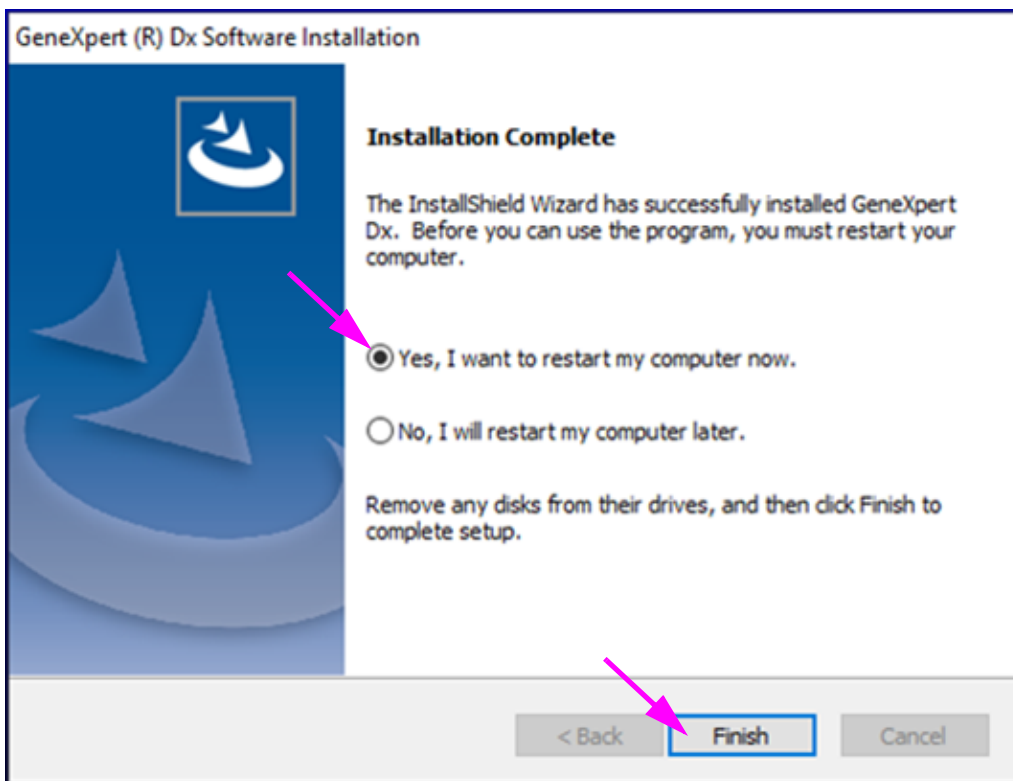 GeneXpert (R) Dx Software Installation
Installation Complete
The InstallShield Wizard has successfully installed GeneXpert
Dx.  Before you can use the program, you must restart your
computer.
Yes, I want to restart my computer now.
No, I will restart my computer later.
Remove any disks from their drives, and then click Finish to
complete setup.
< Back
Finish
Cancel